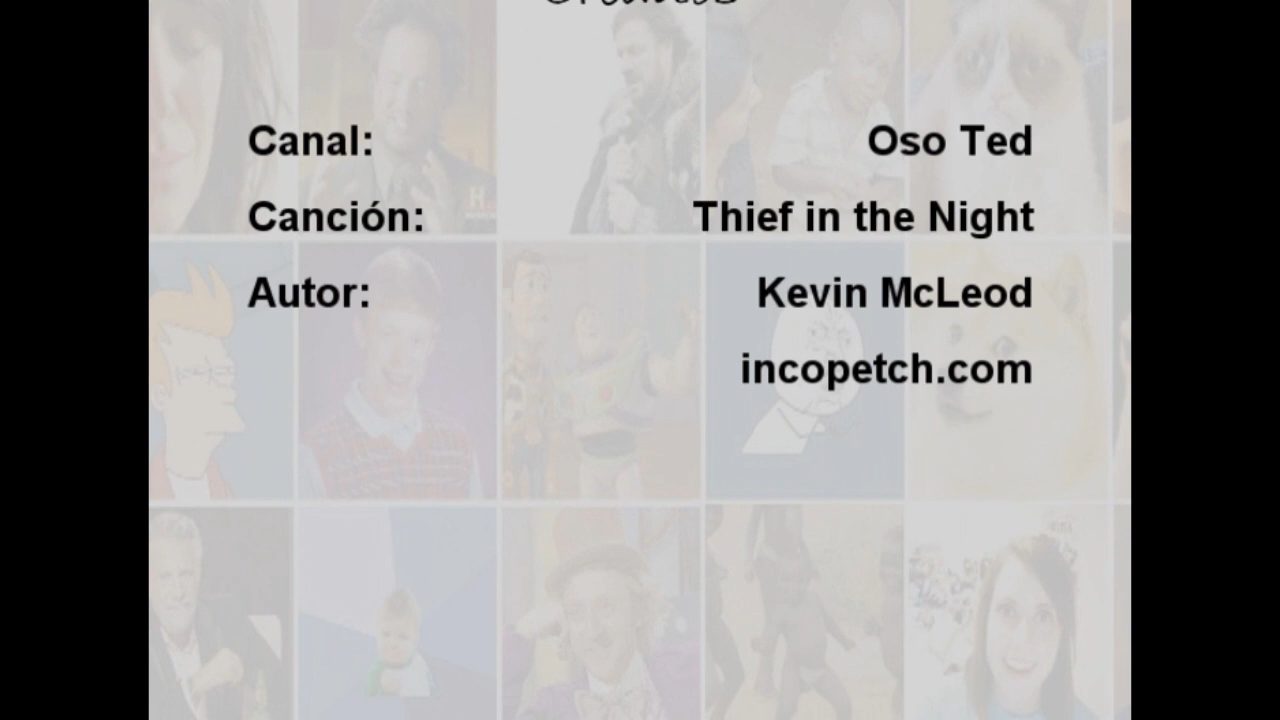 Canal: Oso Ted
Canción: Thief in the Night
Autor: Kevin McLeod
incopetch.com